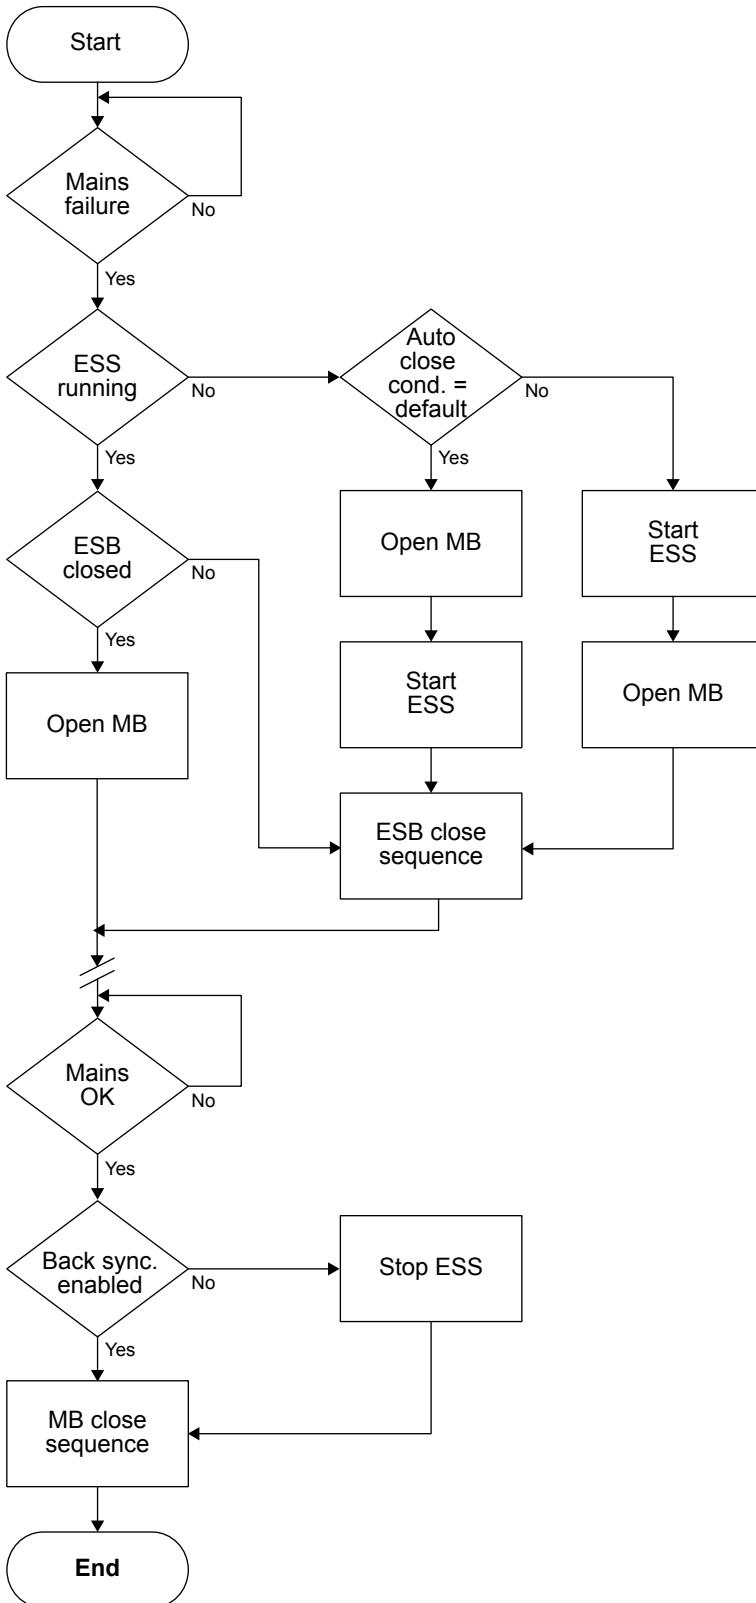 Start
Mains
failure
No
Yes
ESS
running
No
Yes
Auto
close
cond. =
default
No
Yes
ESB
closed
No
Yes
Open MB
Start
ESS
Open MB
Start
ESS
Open MB
ESB close
sequence
Mains
OK
No
Yes
Back sync.
enabled
No
Yes
Stop ESS
MB close
sequence
End